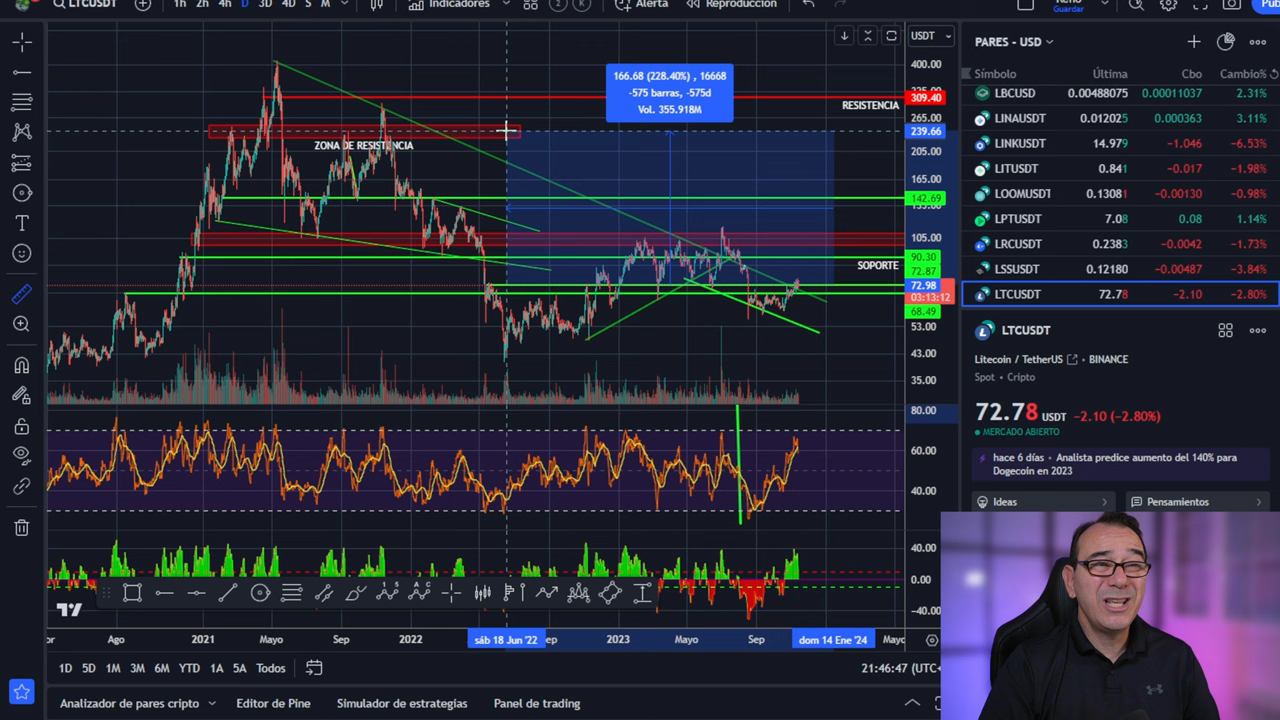 LTCUSDT
1h 2h 4h D 3D 4D S M
Indicadores
2 K
Alerta
Reproducción
Guardar
USDT
400.00
309.40
265.00
239.66
205.00
165.00
142.69
105.00
90.30
72.87
72.98
03:13:12
68.49
53.00
43.00
35.00
80.00
60.00
40.00
40.00
0.00
−40.00
RESISTENCIA
ZONA DE RESISTENCIA
SOPORTE
166.68 (228.40%) , 16668
-575 barras, -575d
Vol. 355.918M
Ago 2021 Mayo Sep 2022 sáb 18 Jun '22 ep 2023 Mayo Sep dom 14 Ene '24 Mayo
1D 5D 1M 3M 6M YTD 1A 5A Todos
21:46:47 (UTC
Analizador de pares cripto Editor de Pine Simulador de estrategias Panel de trading
PARES - USD
Símbolo Última Cbo Cambio%
LBCUSD 0.00488075 0.00011037 2.31%
LINAUSDT 0.012025 0.000363 3.11%
LINKUSDT 14.979 −1.046 −6.53%
LITUSDT 0.841 −0.017 −1.98%
LOOMUSDT 0.13081 −0.00130 −0.98%
LPTUSDT 7.08 0.08 1.14%
LRCUSDT 0.2383 −0.0042 −1.73%
LSSUSDT 0.12180 −0.00487 −3.84%
LTCUSDT 72.78 −2.10 −2.80%
LTCUSDT
Litecoin / TetherUS • BINANCE
Spot • Cripto
72.78 USDT −2.10 (−2.80%)
MERCADO ABIERTO
hace 6 días • Analista predice aumento del 140% para
Dogecoin en 2023
Ideas
Pensamientos